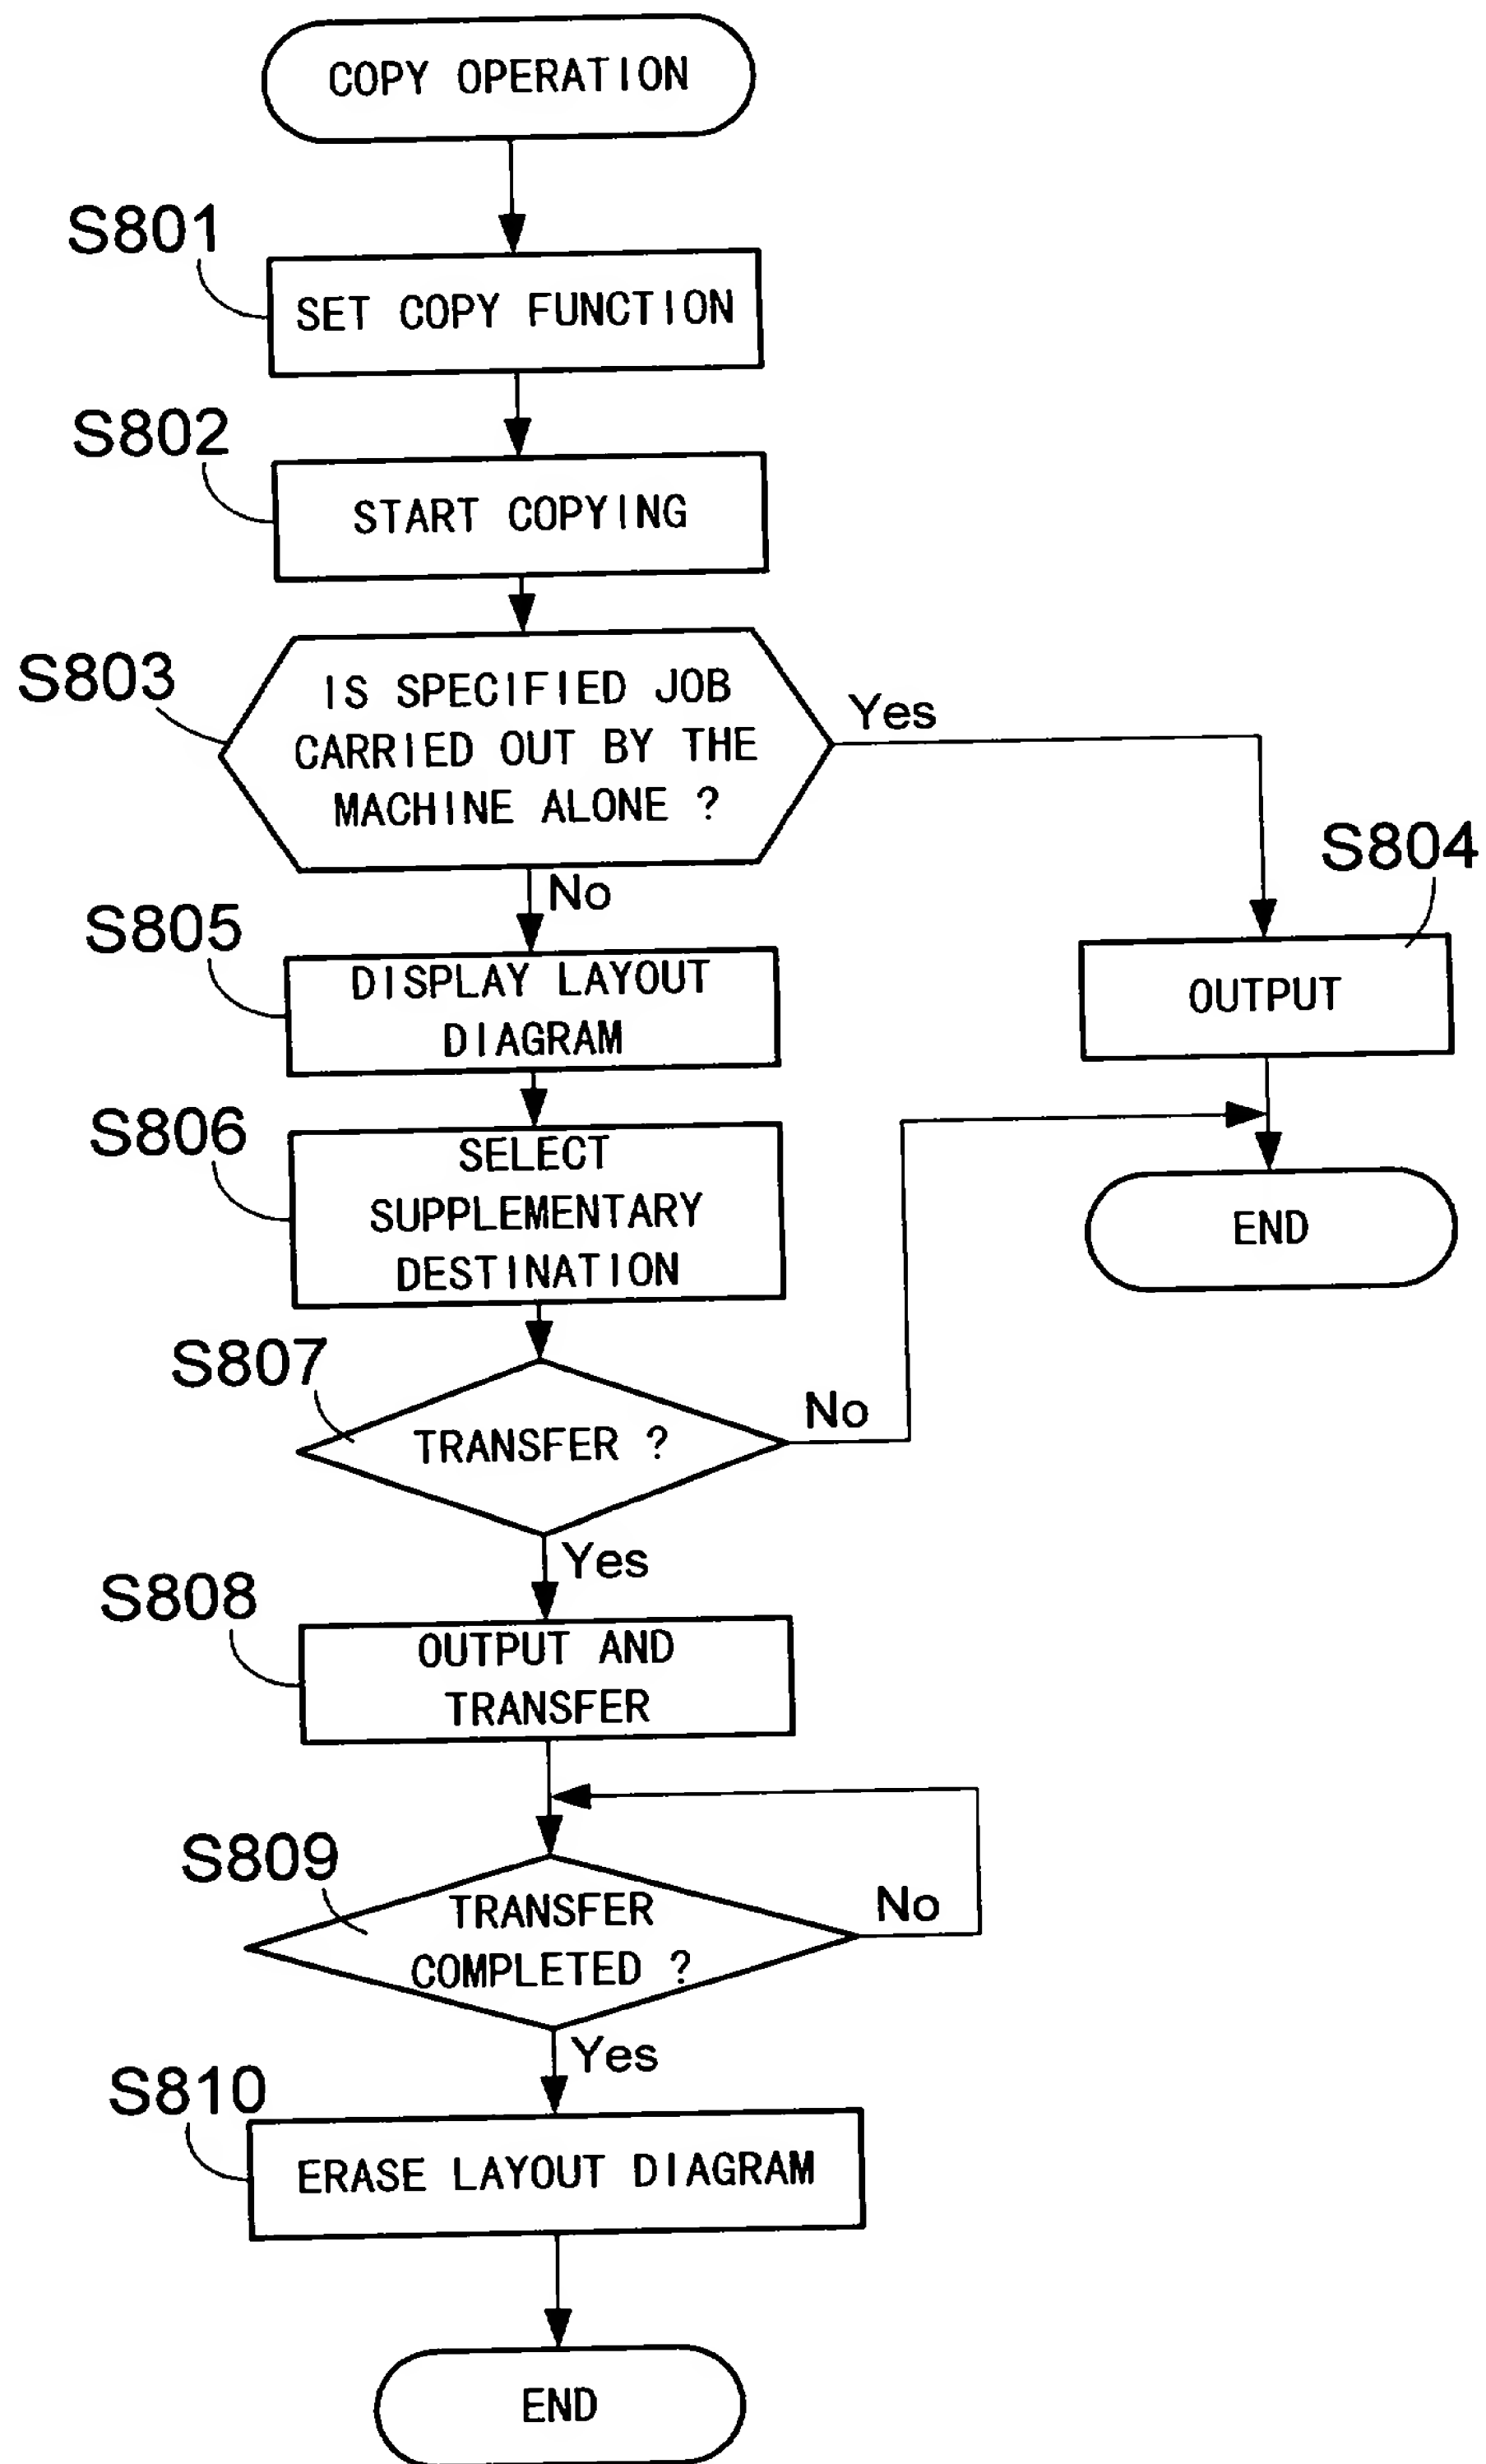 COPY OPERATION
S801
SET COPY FUNCTION
S802
START COPYING
S803
IS SPECIFIED JOB
CARRIED OUT BY THE
MACHINE ALONE ?
Yes
S804
OUTPUT
No
S805
DISPLAY LAYOUT
DIAGRAM
S806
SELECT
SUPPLEMENTARY
DESTINATION
END
S807
TRANSFER ?
No
Yes
S808
OUTPUT AND
TRANSFER
S809
TRANSFER
COMPLETED ?
No
Yes
S810
ERASE LAYOUT DIAGRAM
END